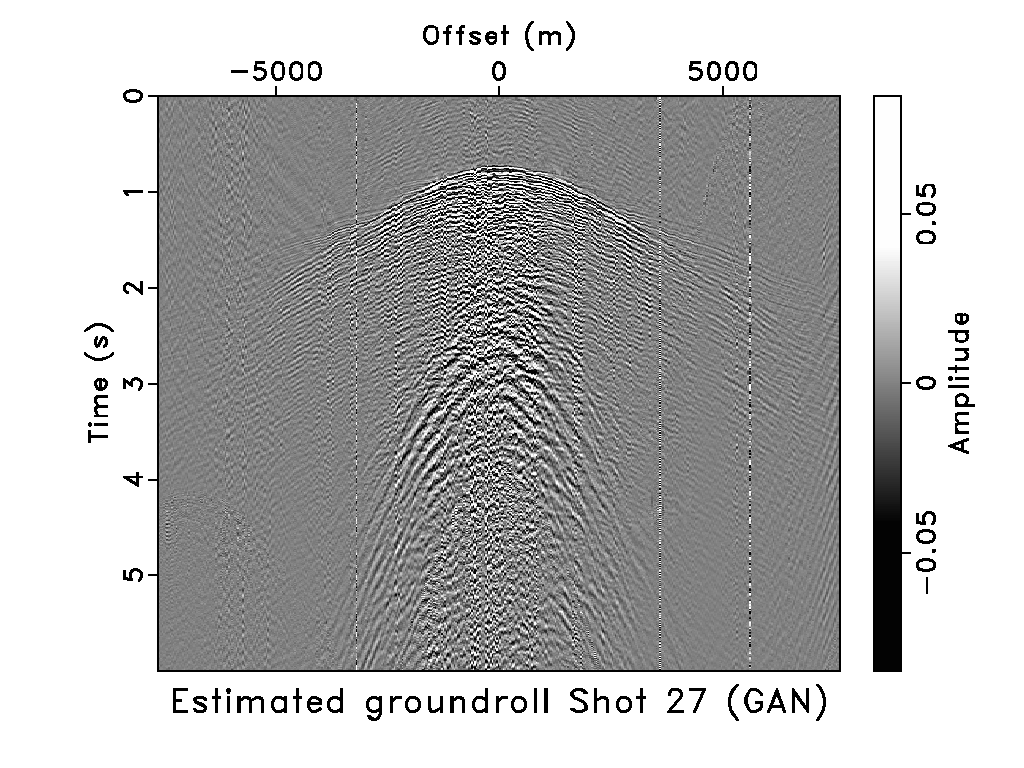 Offset (m)
−5000 0 5000
0
1
2
3
4
5
Time (s)
0.05
0
−0.05
Amplitude
Estimated groundroll Shot 27 (GAN)